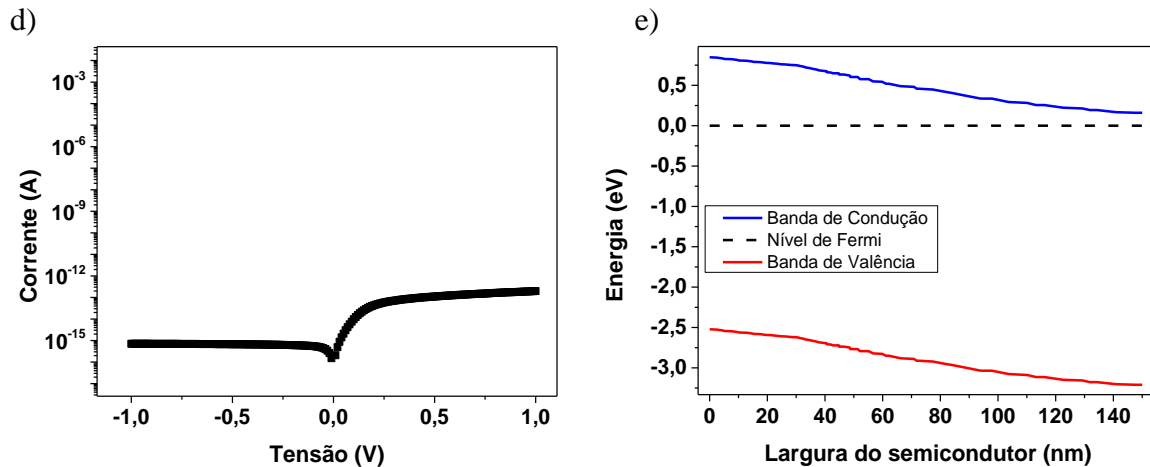 d)
Corrente (A)
10⁻³
10⁻⁶
10⁻⁹
10⁻¹²
10⁻¹⁵
-1,0 -0,5 0,0 0,5 1,0
Tensão (V)
e)
Energia (eV)
0,5
0,0
-0,5
-1,0
-1,5
-2,0
-2,5
-3,0
Banda de Condução
Nível de Fermi
Banda de Valência
0 20 40 60 80 100 120 140
Largura do semicondutor (nm)